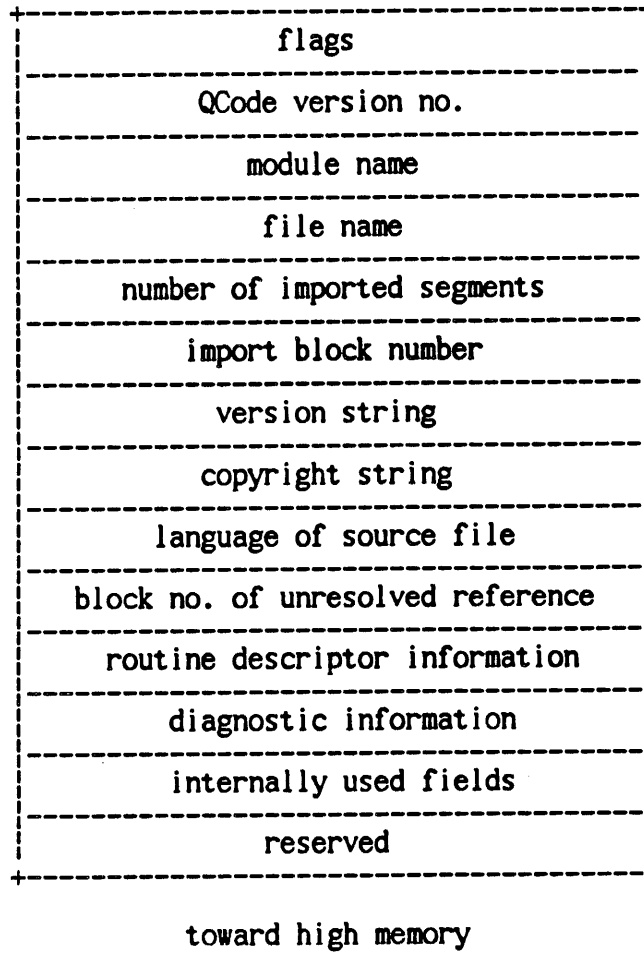 flags
QCode version no.
module name
file name
number of imported segments
import block number
version string
copyright string
language of source file
block no. of unresolved reference
routine descriptor information
diagnostic information
internally used fields
reserved
toward high memory